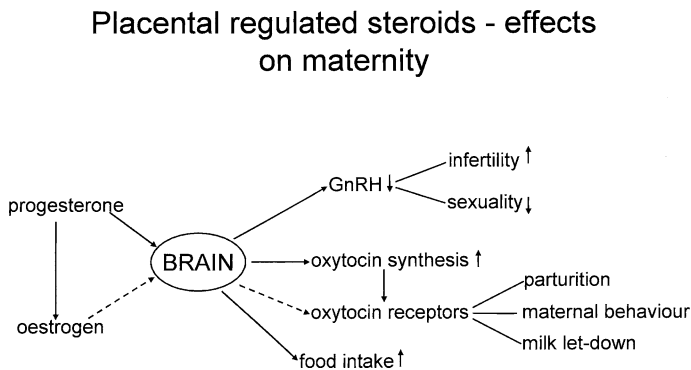 Placental regulated steroids - effects
on maternity
infertility ↑
GnRH ↓
progesterone
sexuality ↓
BRAIN
oxytocin synthesis ↑
parturition
oestrogen
oxytocin receptors
maternal behaviour
milk let-down
food intake ↑